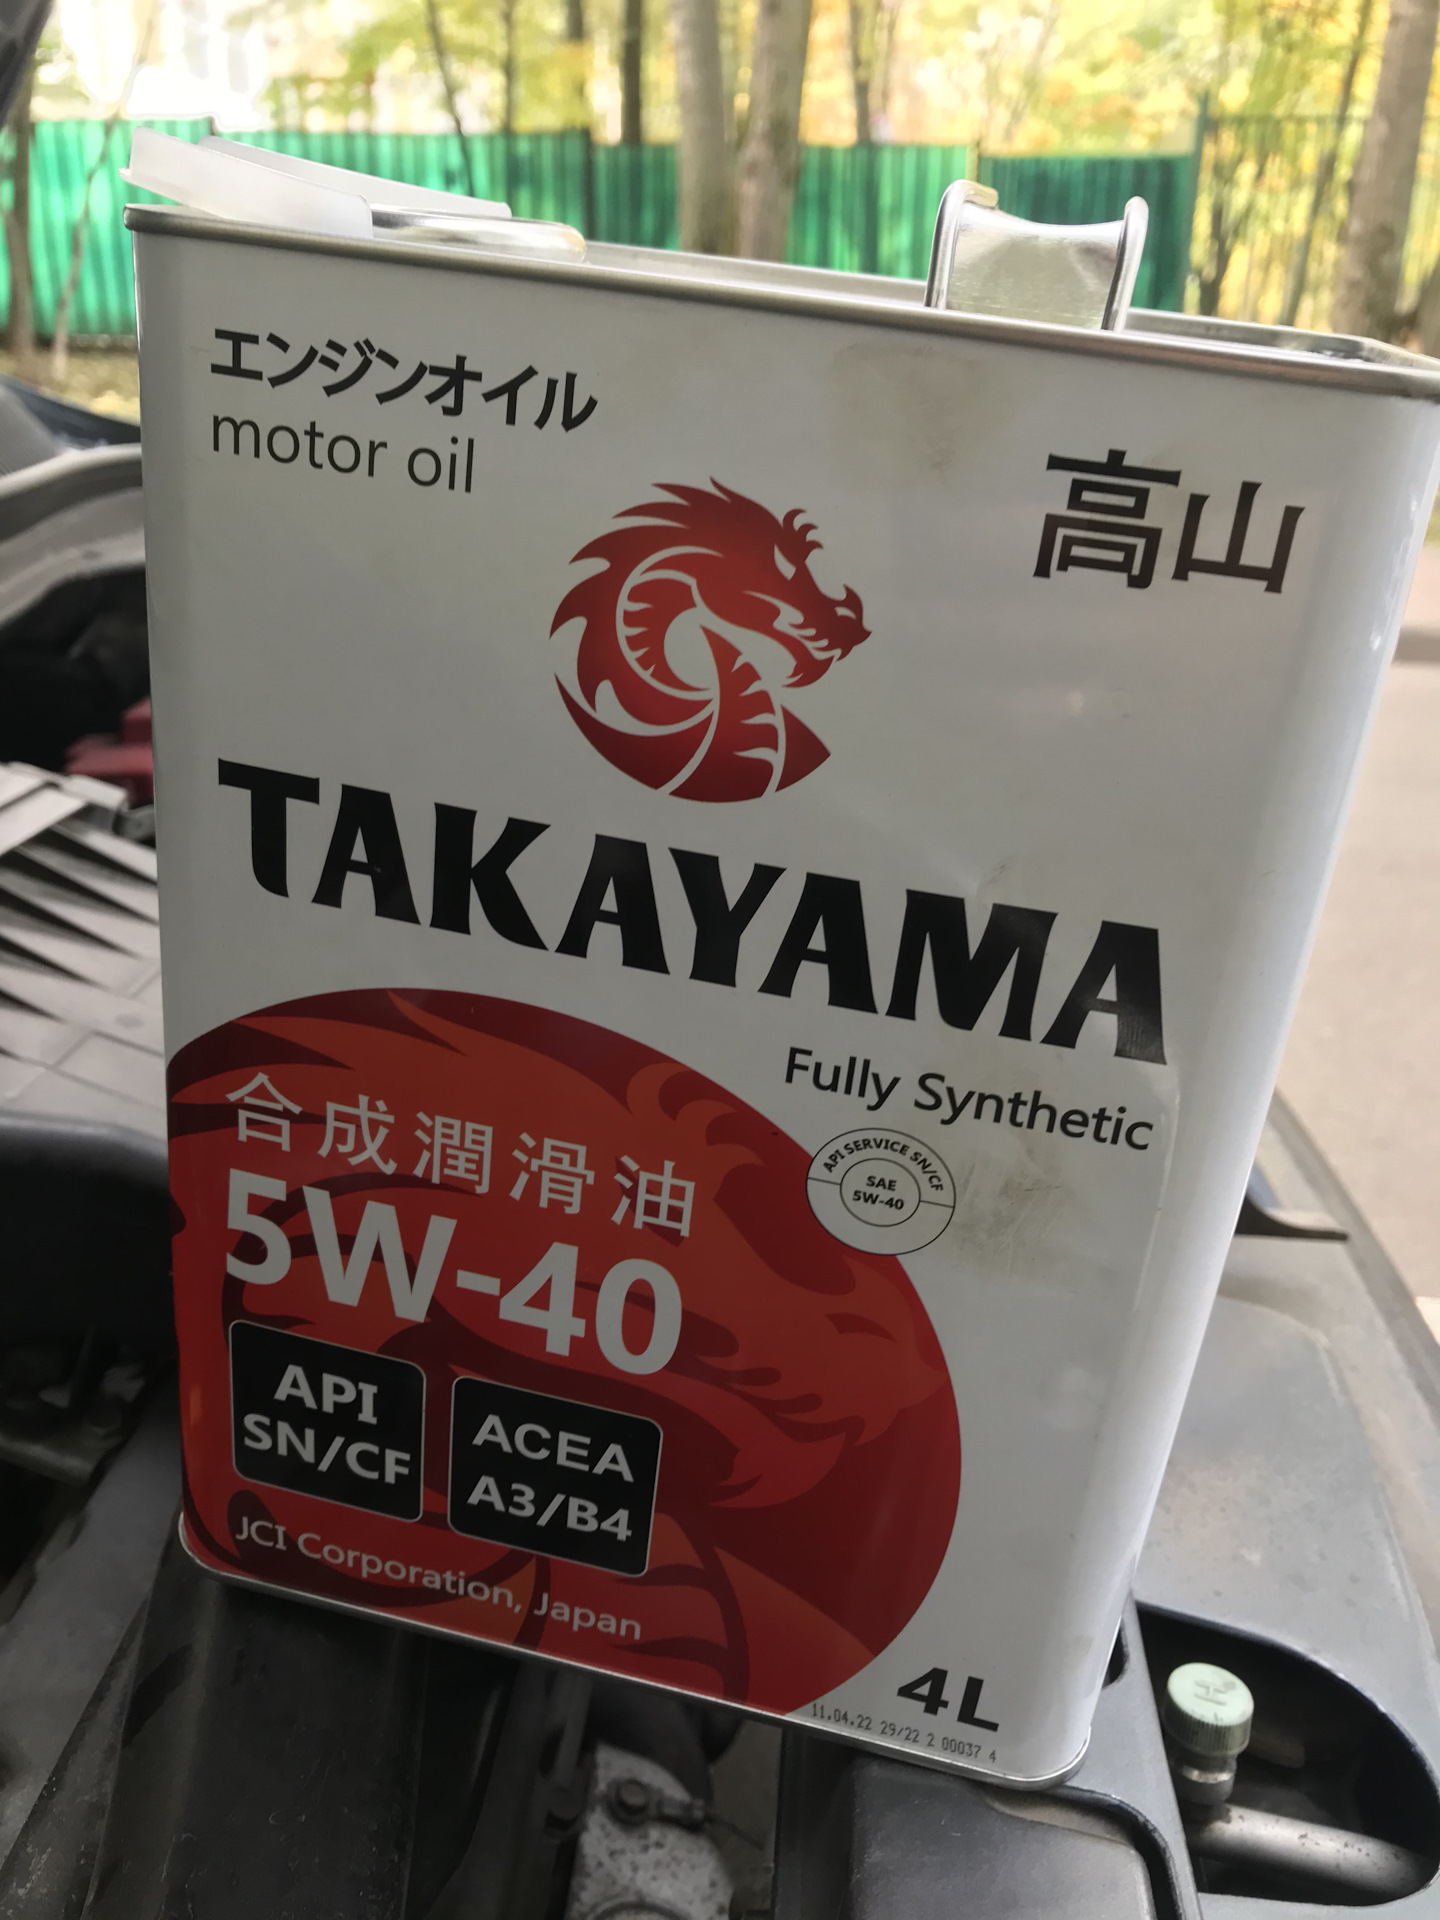 エンジンオイル
motor oil
高山
TAKAYAMA
Fully Synthetic
API SERVICE SN/CF
SAE
5W-40
合成潤滑油
5W-40
API
SN/CF
ACEA
A3/B4
JCI Corporation, Japan
4L
11.04.22 29/22 2 00037 4
H